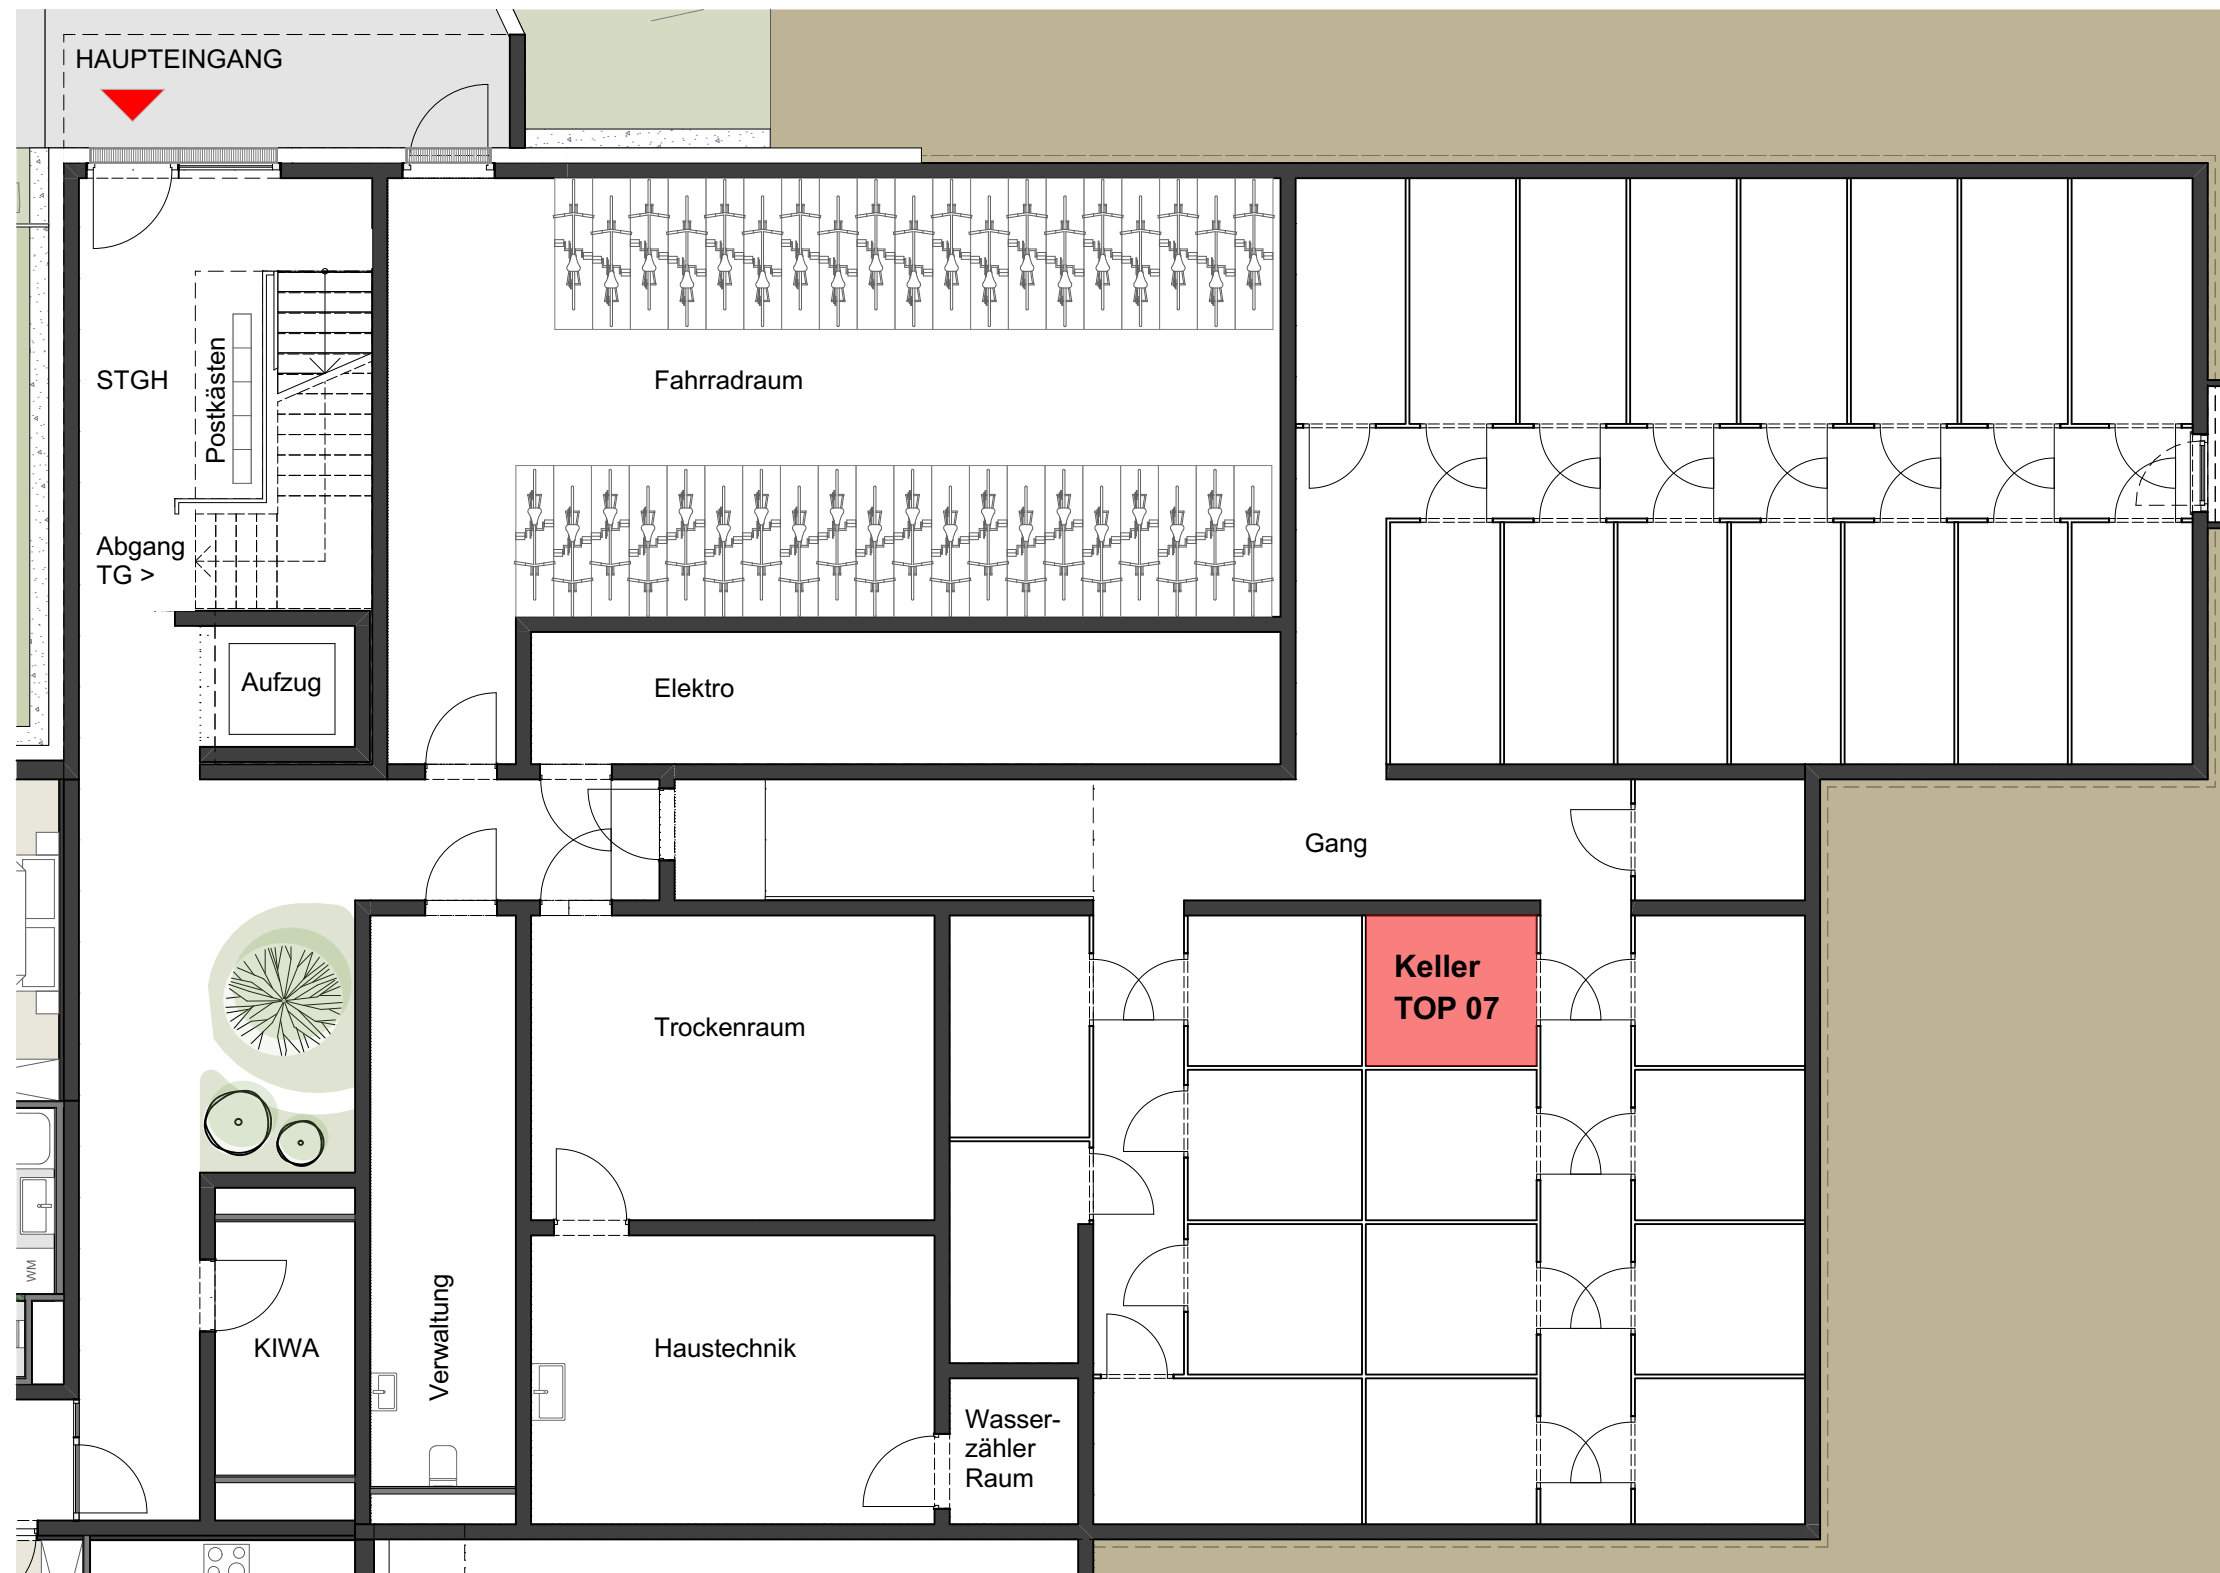 HAUPTEINGANG
STGH
Postkästen
Fahrradraum
Abgang
TG >
Aufzug
Elektro
Gang
Keller
TOP 07
Trockenraum
WM
KIWA
Verwaltung
Haustechnik
Wasser-
zähler
Raum